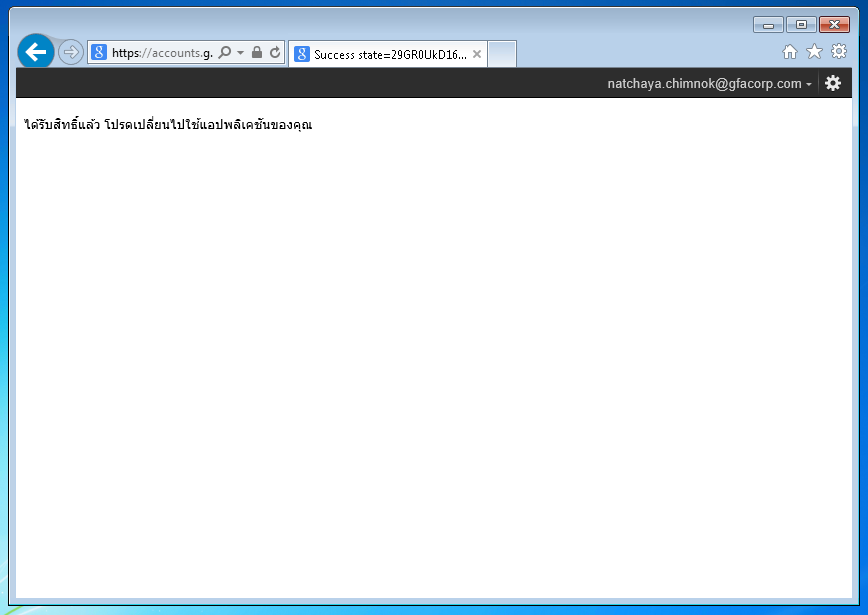 https://accounts.g.
Success state=29GR0UkD16...
natchaya.chimnok@gfacorp.com
ได้รับสิทธิ์แล้ว โปรดเปลี่ยนไปใช้แอปพลิเคชันของคุณ